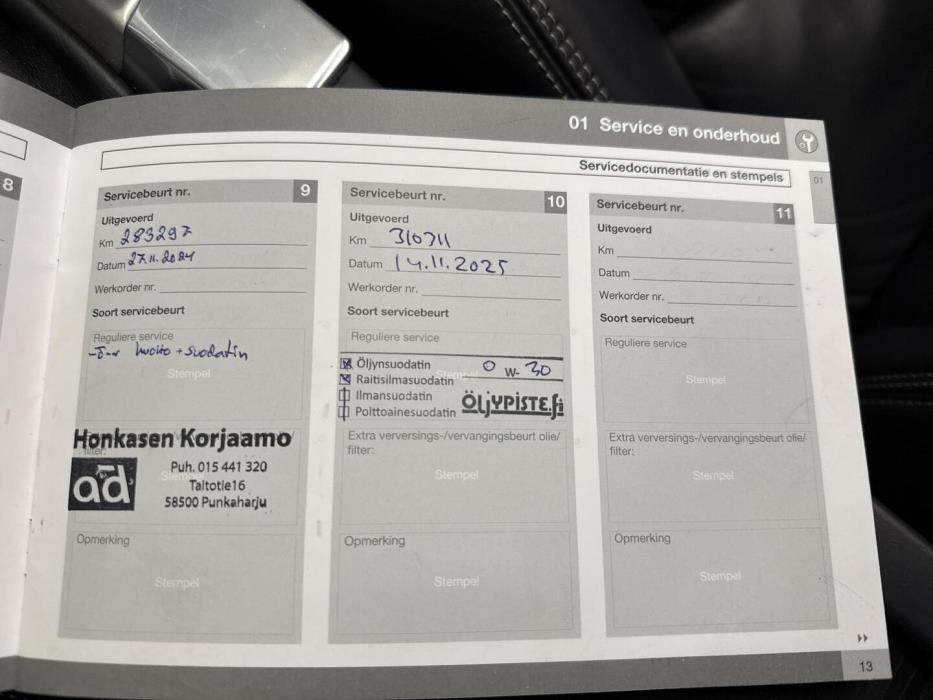 8
01 Service en onderhoud
Servicedocumentatie en stempels
01
Servicebeurt nr. 9
Uitgevoerd
Km 283297
Datum 27.11.2024
Werkorder nr.
Soort servicebeurt
Reguliere service
huolto + suodatin
Stempel
Honkasen Korjaamo
filter:
ad
Puh. 015 441 320
Taitotie16
58500 Punkaharju
Opmerking
Stempel
Servicebeurt nr. 10
Uitgevoerd
Km 310711
Datum 14.11.2025
Werkorder nr.
Soort servicebeurt
Reguliere service
Öljynsuodatin 0 W- 30
Raitisilmasuodatin
Ilmansuodatin
Polttoainesuodatin
ÖLJYPISTE.fi
Extra verversings-/vervangingsbeurt olie/
filter:
Stempel
Opmerking
Stempel
Servicebeurt nr. 11
Uitgevoerd
Km
Datum
Werkorder nr.
Soort servicebeurt
Reguliere service
Stempel
Extra verversings-/vervangingsbeurt olie/
filter:
Stempel
Opmerking
Stempel
13